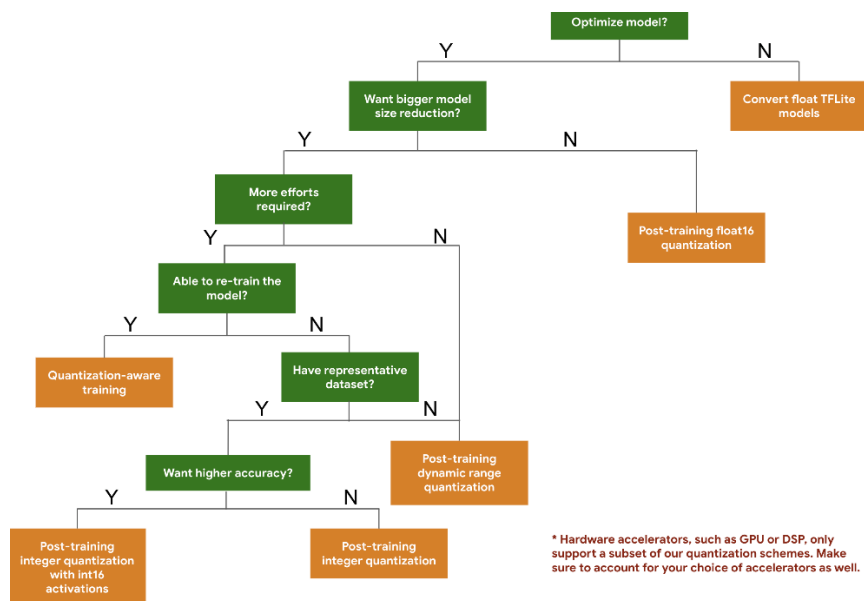 Optimize model?
Y
N
Want bigger model
size reduction?
Convert float TFLite
models
Y
N
More efforts
required?
Post-training float16
quantization
Y
N
Able to re-train the
model?
Y
N
Quantization-aware
training
Have representative
dataset?
Y
N
Want higher accuracy?
Post-training
dynamic range
quantization
Y
N
Post-training
integer quantization
with int16
activations
Post-training
integer quantization
* Hardware accelerators, such as GPU or DSP, only
support a subset of our quantization schemes. Make
sure to account for your choice of accelerators as well.